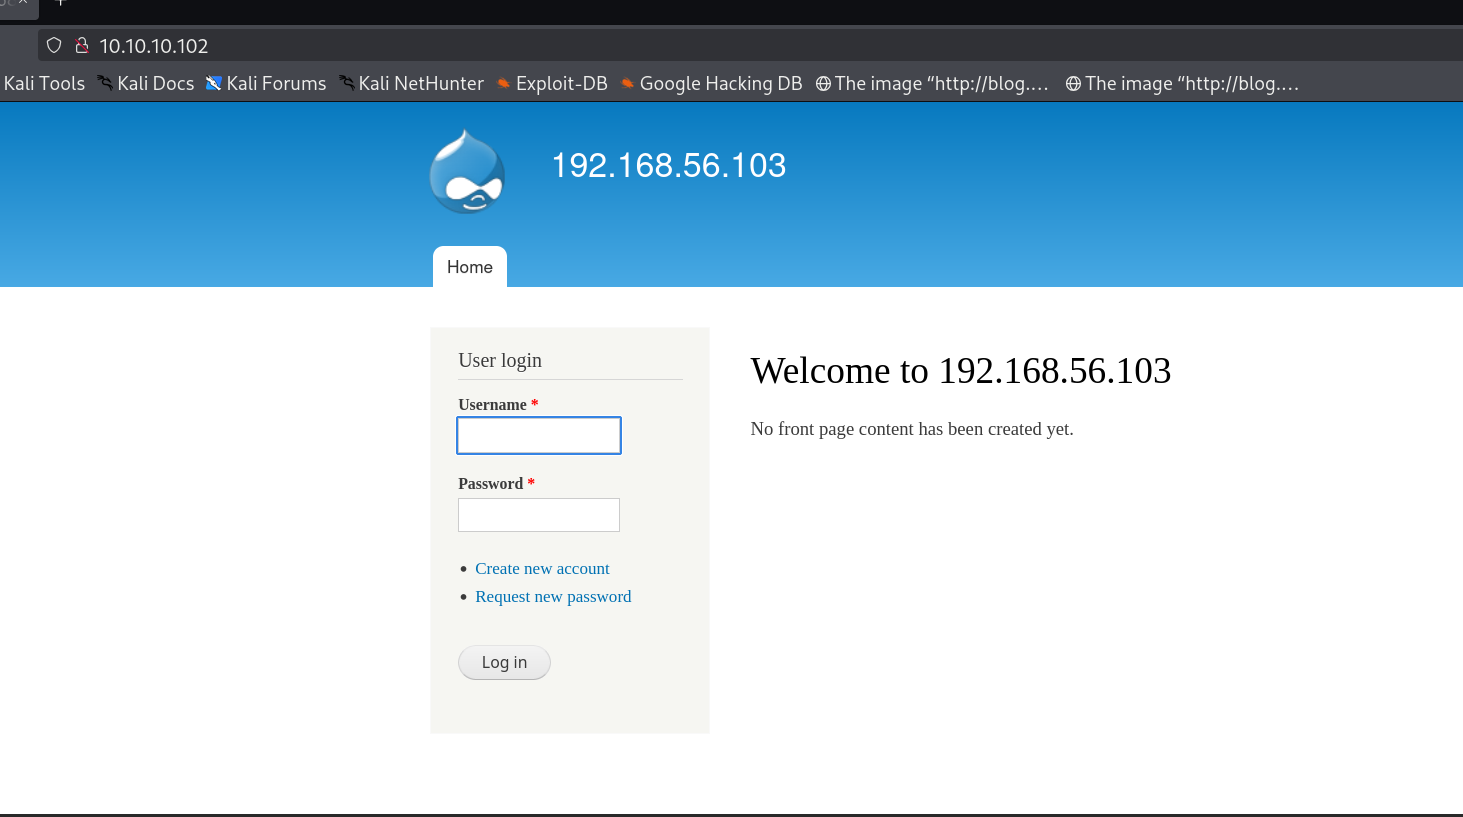 10.10.10.102
Kali Tools Kali Docs Kali Forums Kali NetHunter Exploit-DB Google Hacking DB The image “http://blog.… The image “http://blog.…
192.168.56.103
Home
User login
Welcome to 192.168.56.103
Username *
No front page content has been created yet.
Password *
Create new account
Request new password
Log in